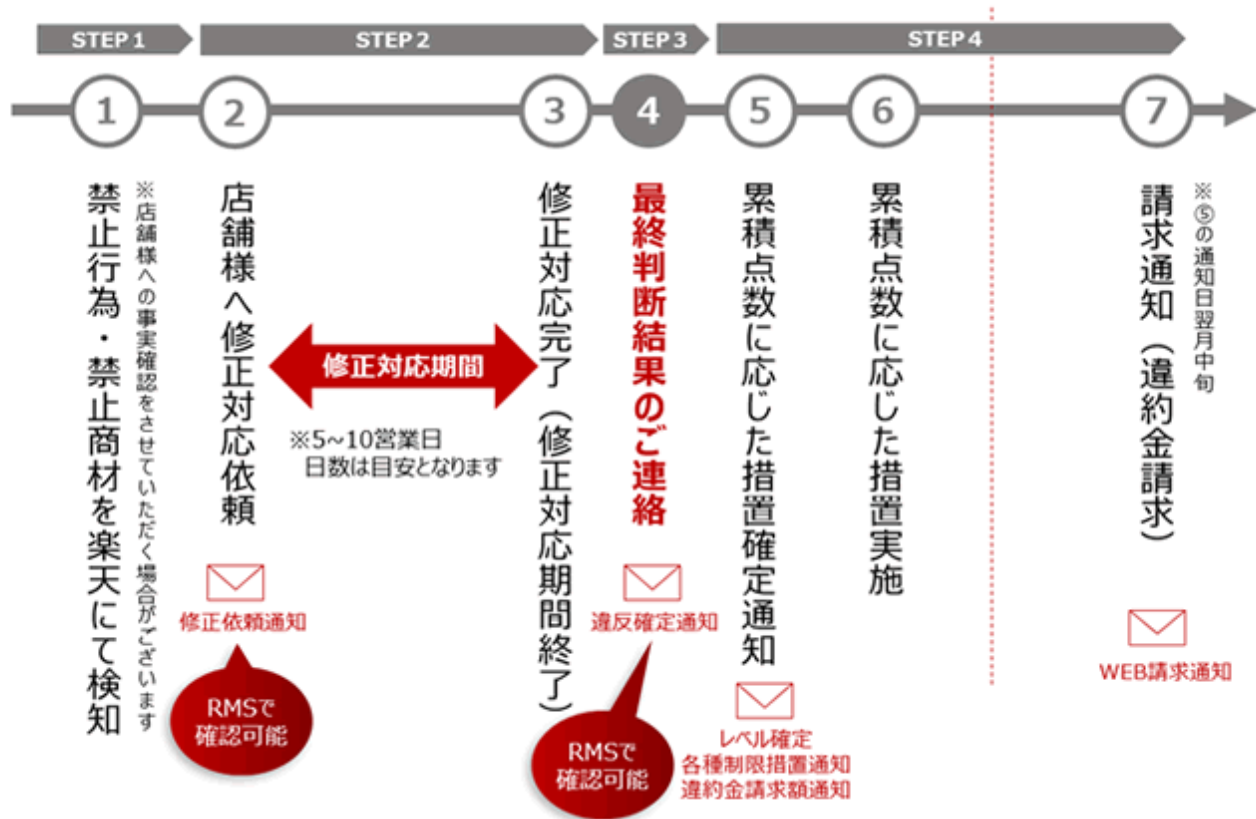 STEP 1
STEP 2
STEP 3
STEP 4
1
2
3
4
5
6
7
禁止行為・禁止商材を楽天にて検知
※店舗様への事実確認をさせていただく場合がございます
店舗様へ修正対応依頼
修正依頼通知
RMSで
確認可能
修正対応期間
※5~10営業日
日数は目安となります
修正対応完了（修正対応期間終了）
最終判断結果のご連絡
違反確定通知
RMSで
確認可能
累積点数に応じた措置確定通知
レベル確定
各種制限措置通知
違約金請求額通知
累積点数に応じた措置実施
請求通知（違約金請求）
※⑤の通知日翌月中旬
WEB請求通知